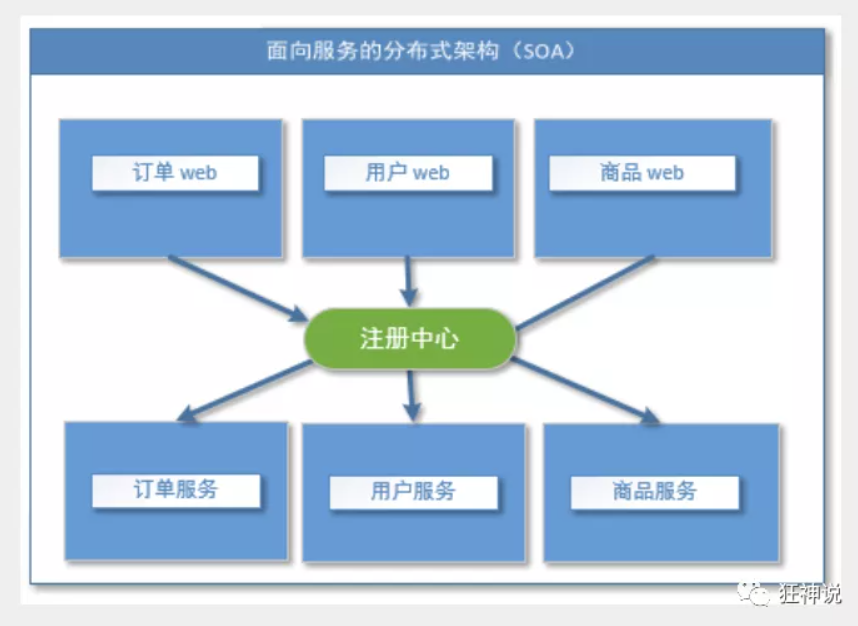 面向服务的分布式架构（SOA）
订单 web
用户 web
商品 web
注册中心
订单服务
用户服务
商品服务
狂神说